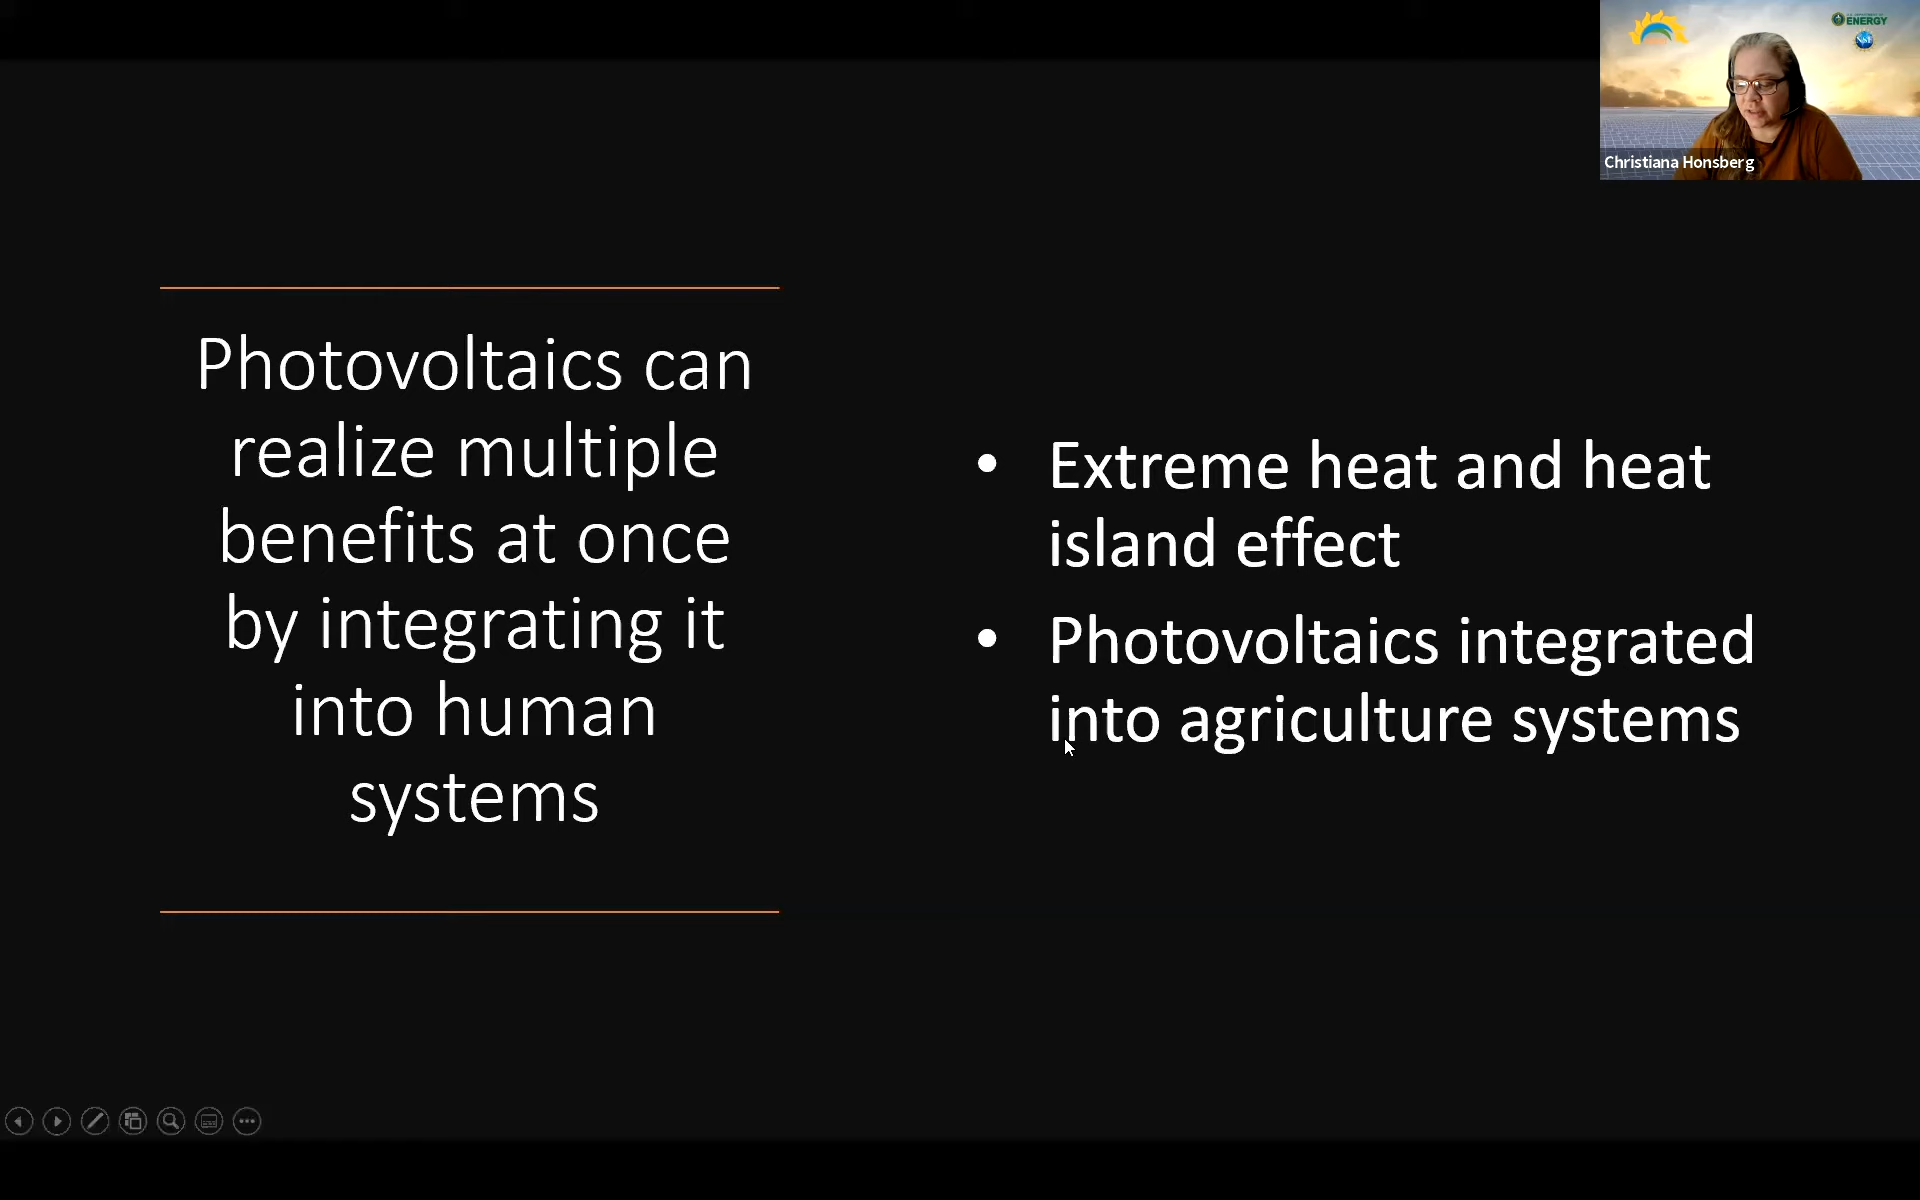 ENERGY
Christiana Honsberg
Photovoltaics can
realize multiple
benefits at once
by integrating it
into human
systems
• Extreme heat and heat
island effect
• Photovoltaics integrated
into agriculture systems